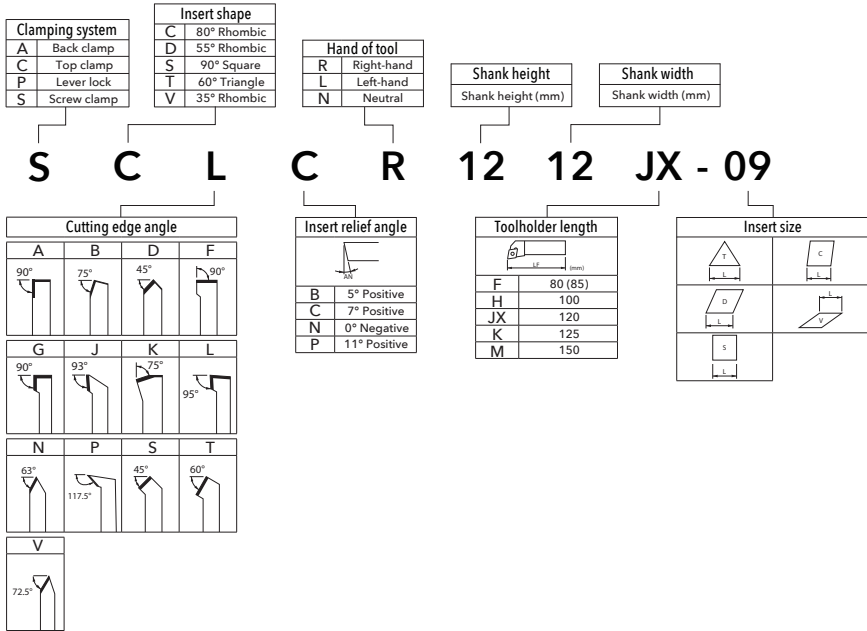 Clamping system
A Back clamp
C Top clamp
P Lever lock
S Screw clamp
Insert shape
C 80° Rhombic
D 55° Rhombic
S 90° Square
T 60° Triangle
V 35° Rhombic
Hand of tool
R Right-hand
L Left-hand
N Neutral
Shank height
Shank height (mm)
Shank width
Shank width (mm)
S C L C R 12 12 JX - 09
Cutting edge angle
A B D F
90° 75° 45° 90°
G J K L
90° 93° 75° 95°
N P S T
63° 117.5° 45° 60°
V
72.5°
Insert relief angle
AN
B 5° Positive
C 7° Positive
N 0° Negative
P 11° Positive
Toolholder length
LF (mm)
F 80 (85)
H 100
JX 120
K 125
M 150
Insert size
T C
L L
D L V
L
S
L